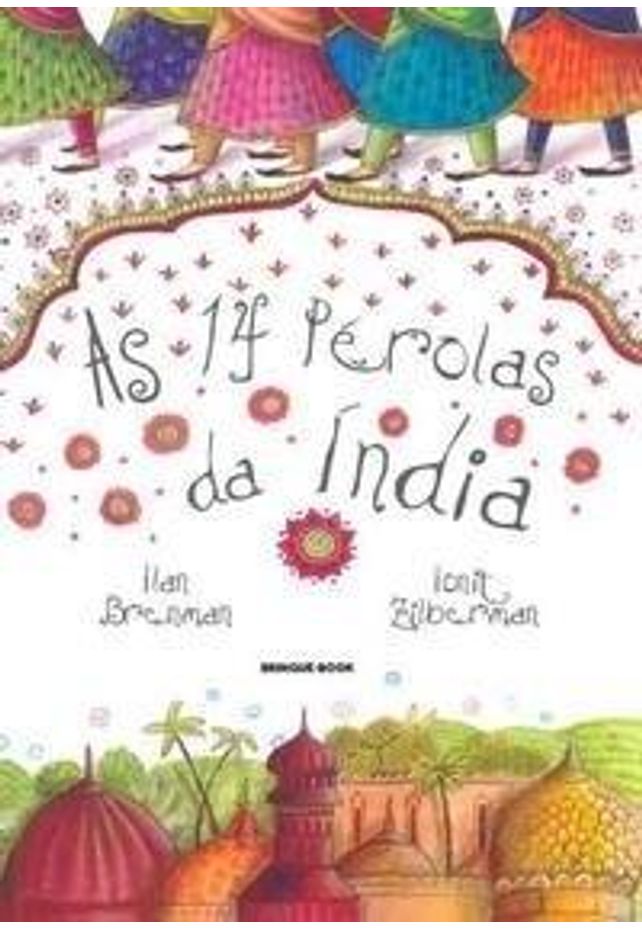 As 14 Pérolas
da Índia
Ilan Ionit
Brenman Zilberman
BRINQUE-BOOK